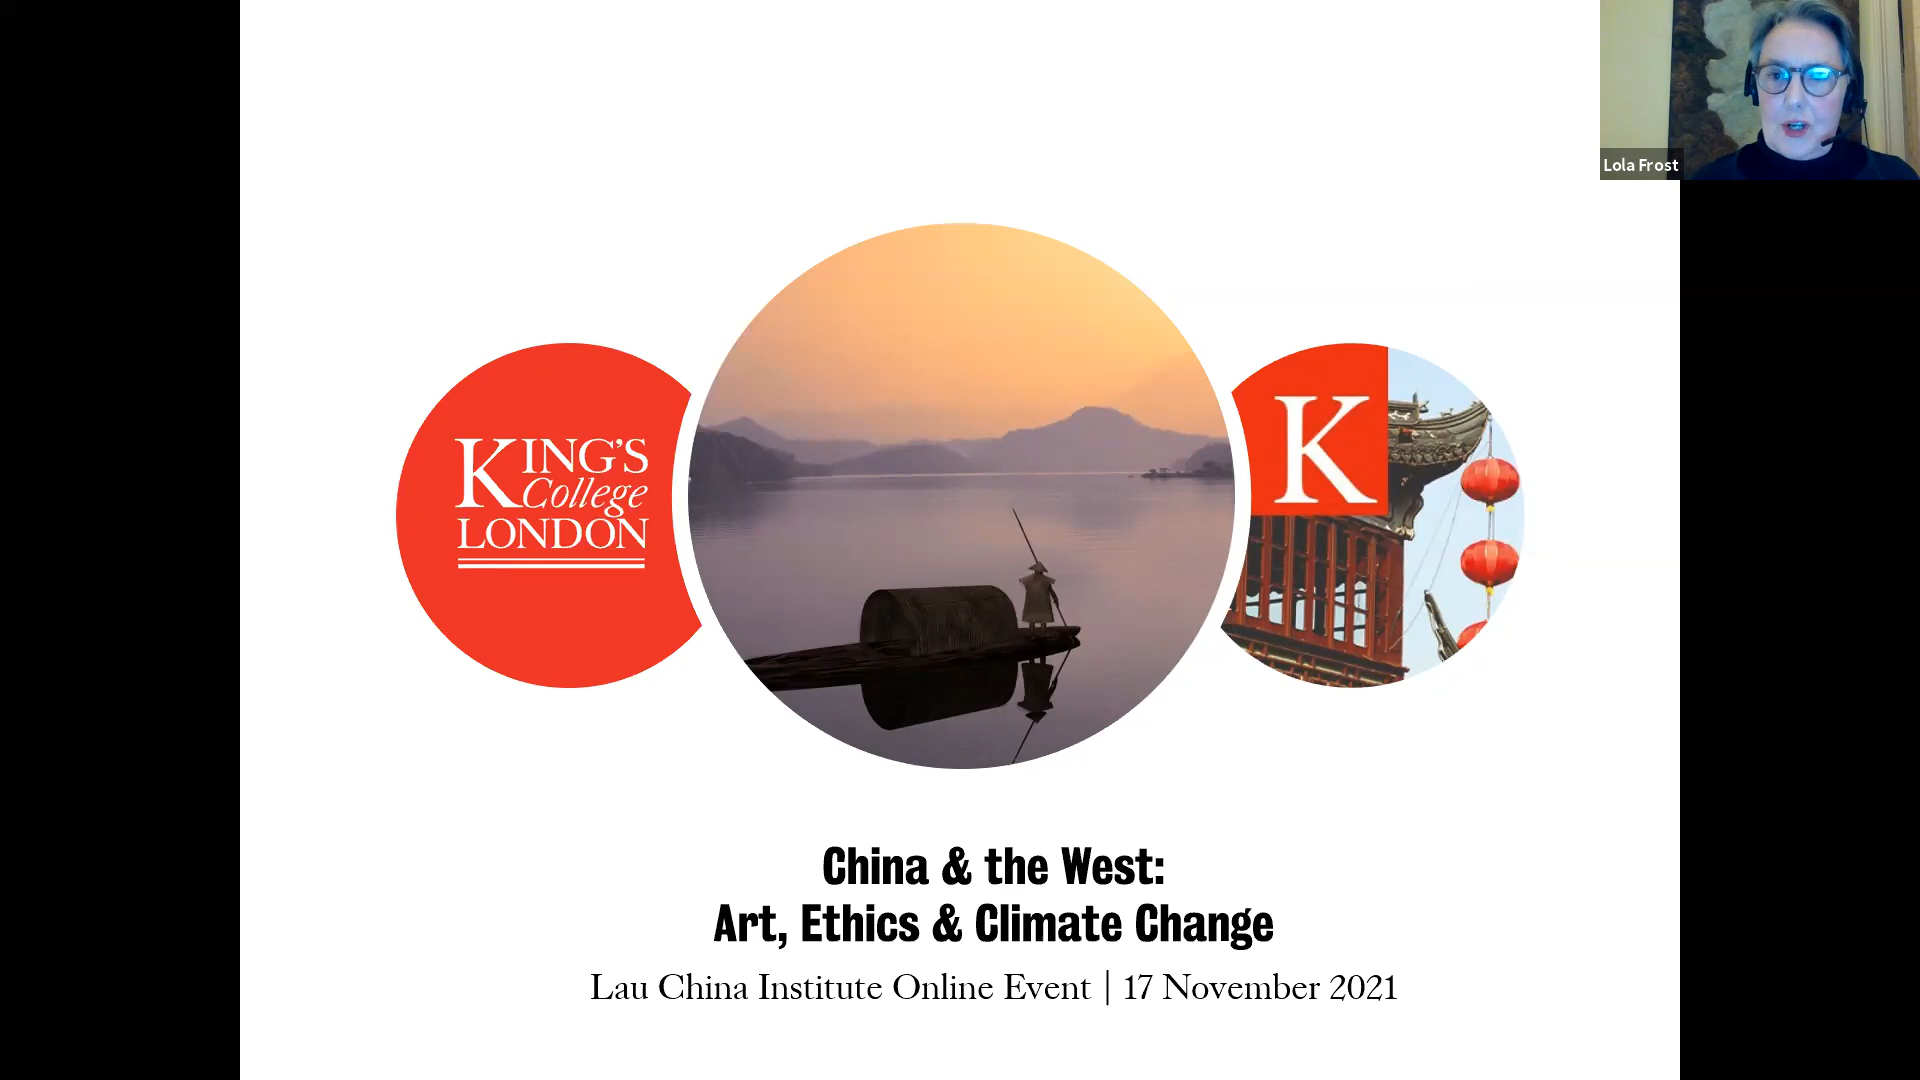 Lola Frost
KING'S
College
LONDON
K
China & the West:
Art, Ethics & Climate Change
Lau China Institute Online Event | 17 November 2021